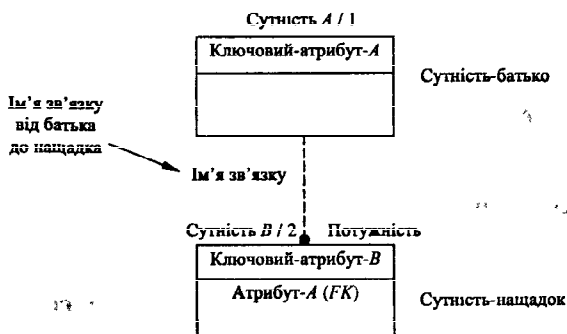 Сутність A / 1
Ключовий-атрибут-A
Сутність-батько
Ім’я зв’язку
від батька
до нащадка
Ім’я зв’язку
Сутність B / 2
Потужність
Ключовий-атрибут-B
Атрибут-A (FK)
Сутність-нащадок